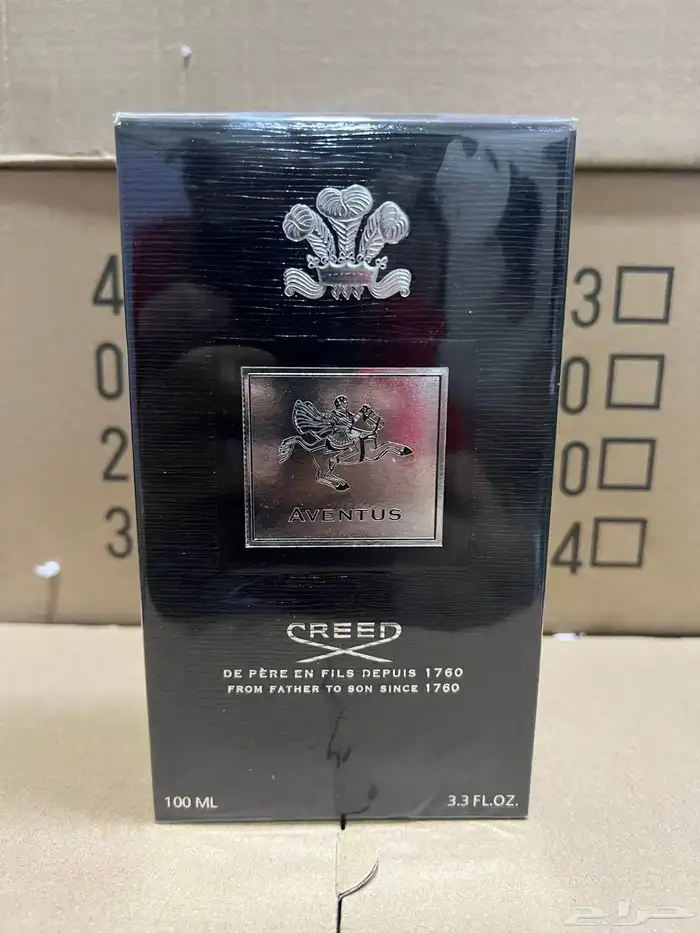 4
0
2
3
3
0
0
4
AVENTUS
CREED
DE PÈRE EN FILS DEPUIS 1760
FROM FATHER TO SON SINCE 1760
100 ML
3.3 FL.OZ.
حراج